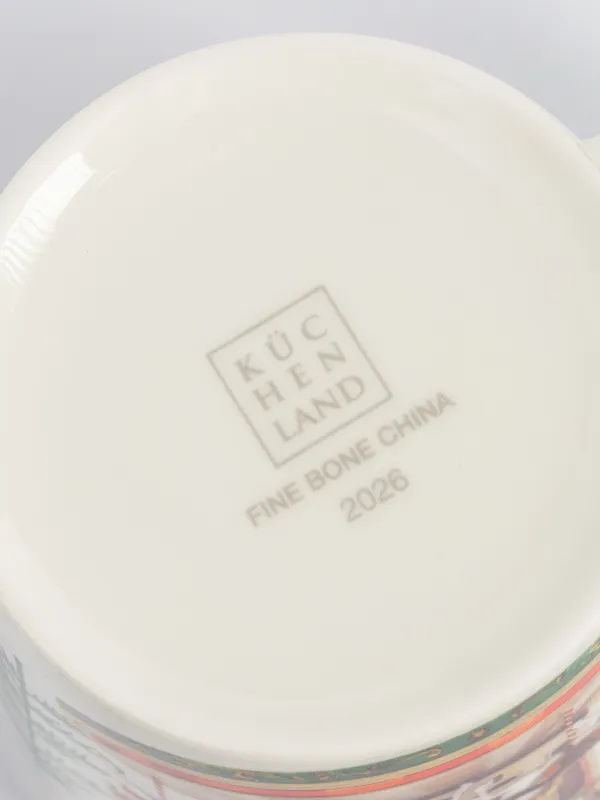 KÜC
HEN
LAND
FINE BONE CHINA
2026